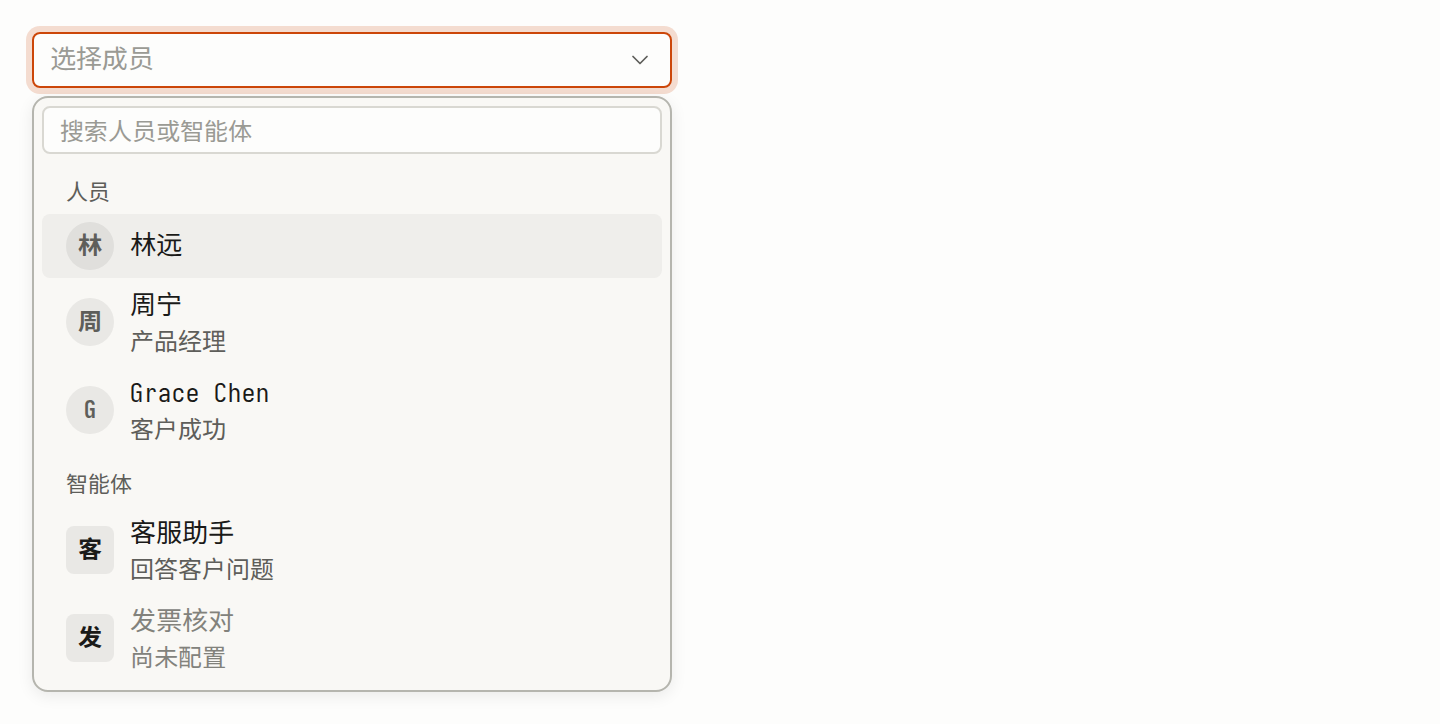 选择成员
搜索人员或智能体
人员
林 林远
周 周宁
产品经理
G Grace Chen
客户成功
智能体
客 客服助手
回答客户问题
发 发票核对
尚未配置